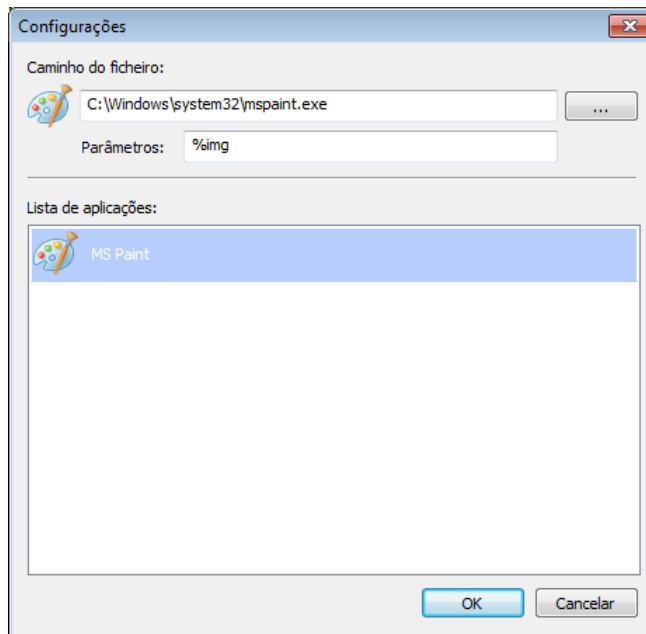 Configurações
Caminho do ficheiro:
C:\Windows\system32\mspaint.exe
...
Parâmetros:
%img
Lista de aplicações:
MS Paint
OK
Cancelar